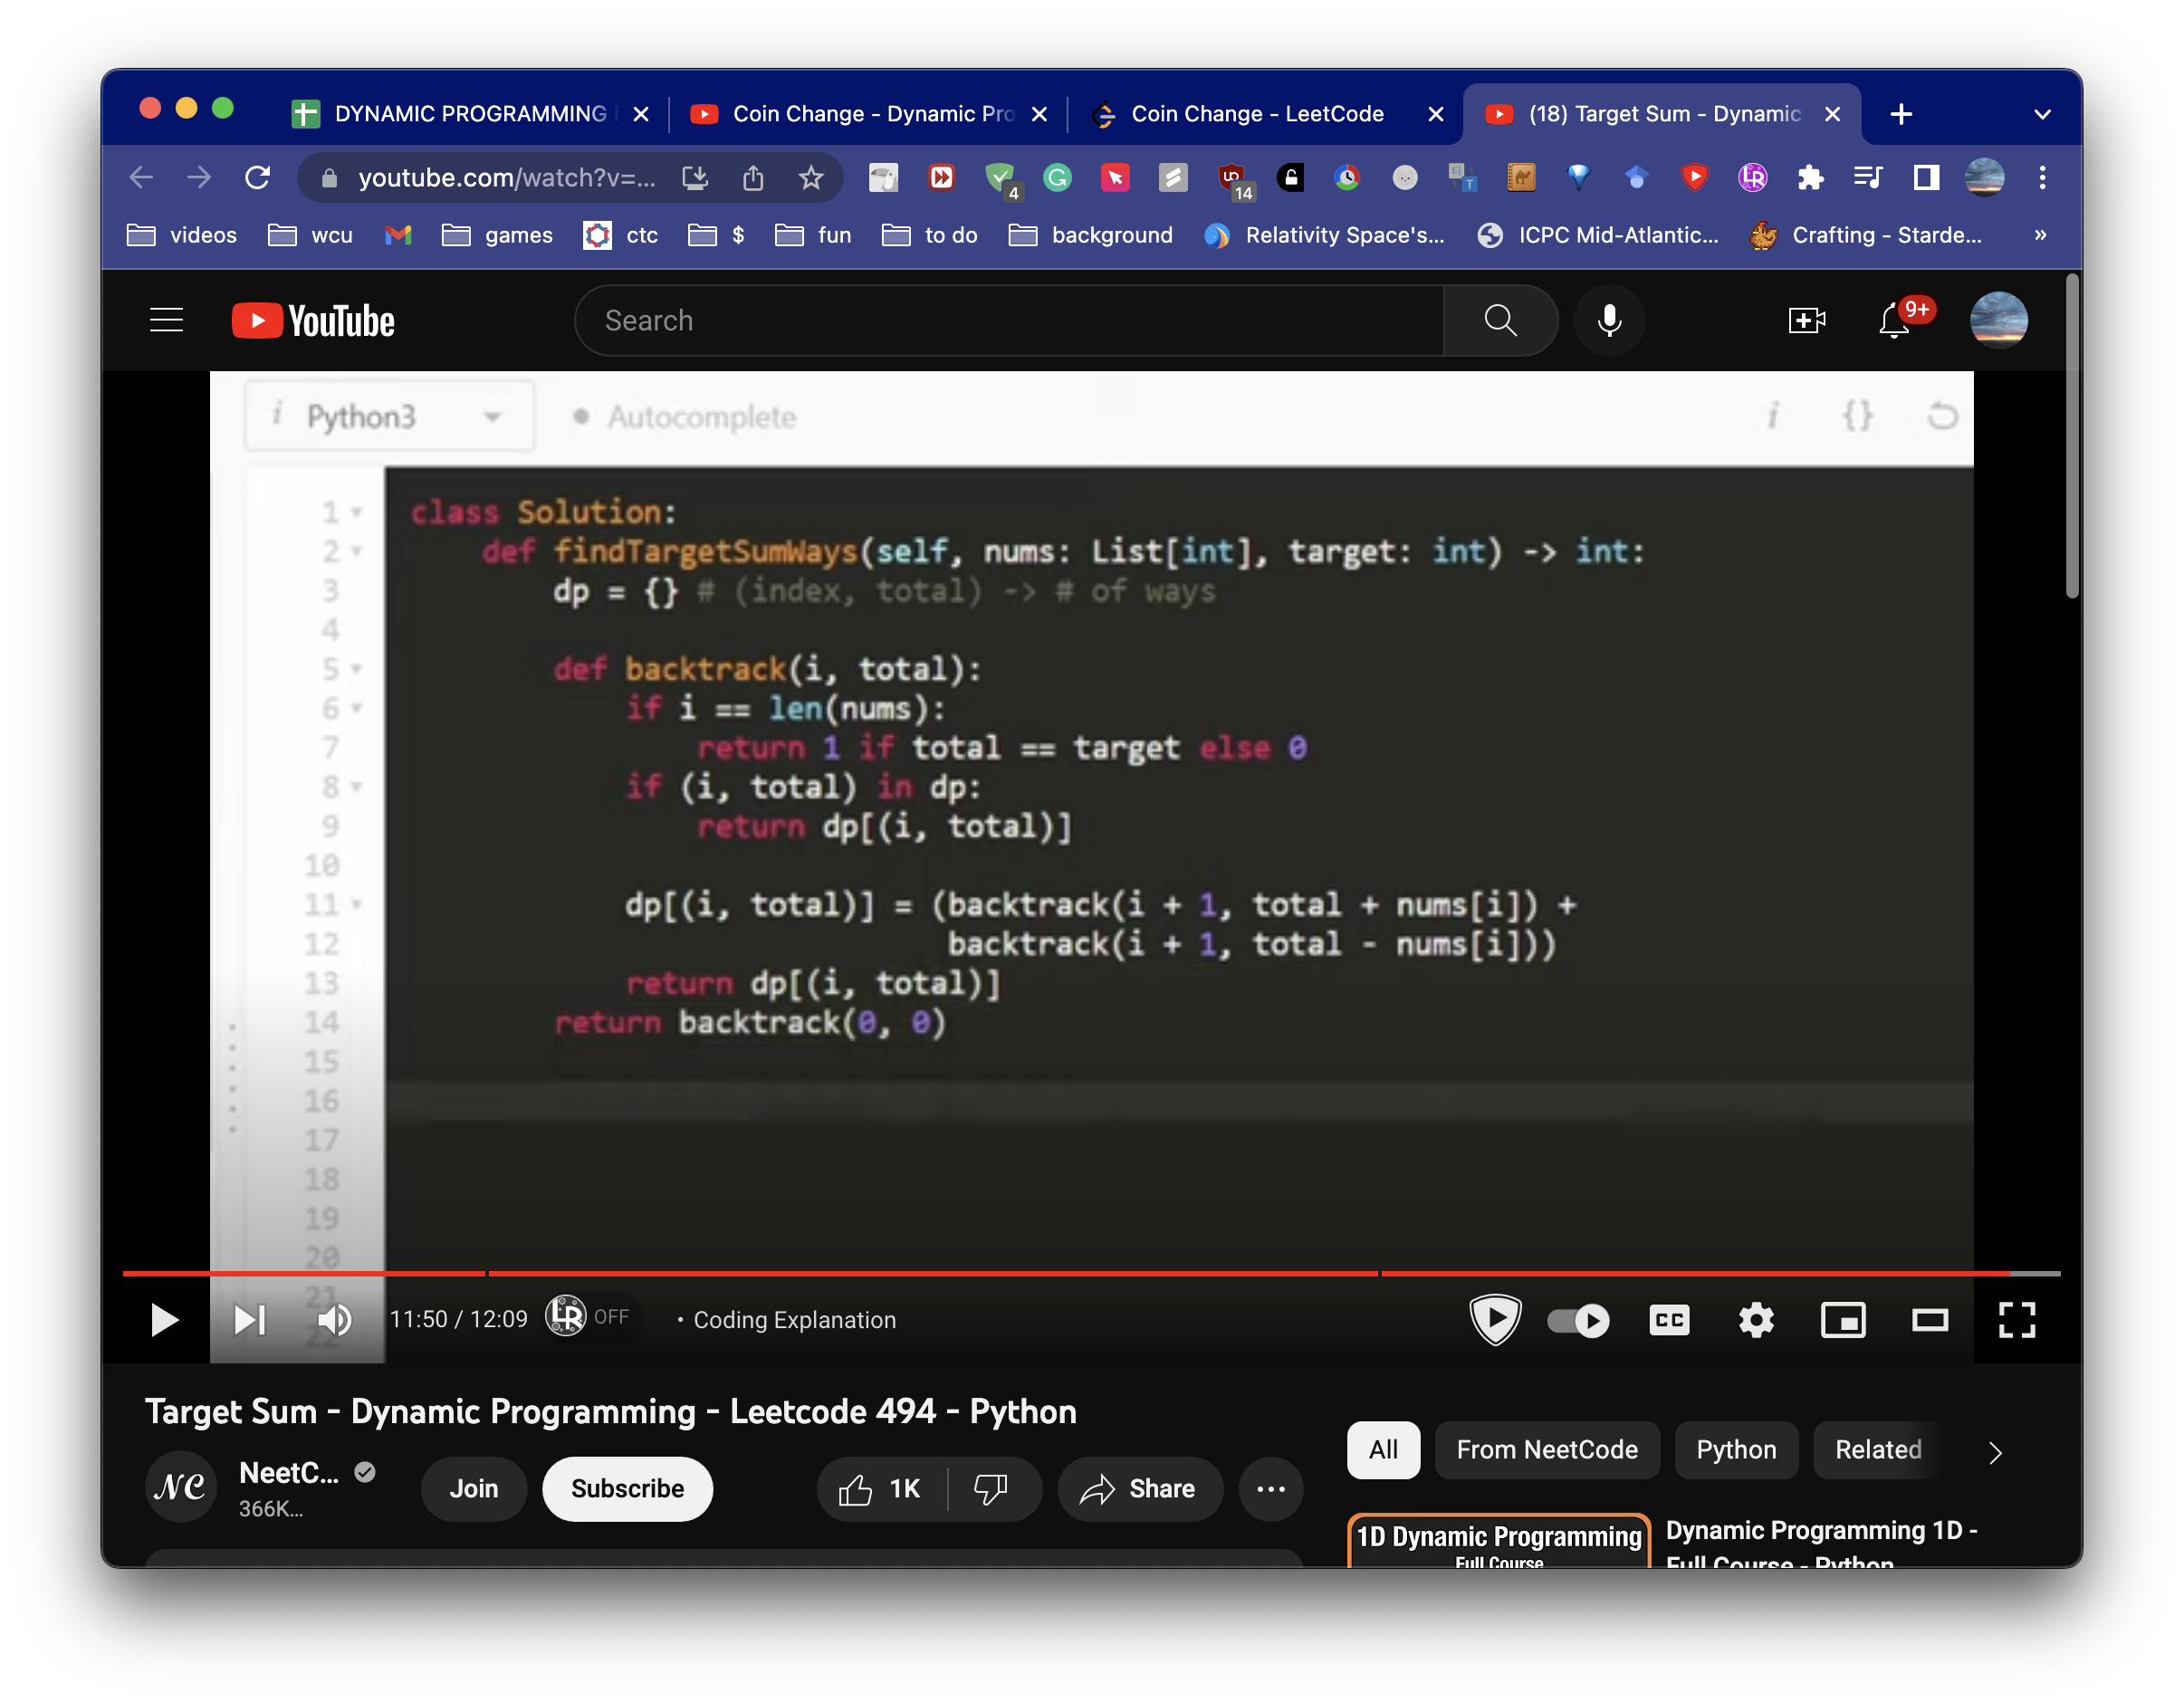 DYNAMIC PROGRAMMING
Coin Change - Dynamic Pro
Coin Change - LeetCode
(18) Target Sum - Dynamic
youtube.com/watch?v=...
4
14
videos
wcu
games
ctc
$
fun
to do
background
Relativity Space's...
ICPC Mid-Atlantic...
Crafting - Starde...
»
YouTube
Search
9+
i Python3
Autocomplete
i {}
1 class Solution:
2 def findTargetSumWays(self, nums: List[int], target: int) -> int:
3 dp = {} # (index, total) -> # of ways
4
5 def backtrack(i, total):
6 if i == len(nums):
7 return 1 if total == target else 0
8 if (i, total) in dp:
9 return dp[(i, total)]
10
11 dp[(i, total)] = (backtrack(i + 1, total + nums[i]) +
12 backtrack(i + 1, total - nums[i]))
13 return dp[(i, total)]
14 return backtrack(0, 0)
15
16
17
18
19
20
21
22
11:50 / 12:09
LR OFF
• Coding Explanation
CC
Target Sum - Dynamic Programming - Leetcode 494 - Python
NC
NeetC...
366K...
Join
Subscribe
1K
Share
...
All
From NeetCode
Python
Related
1D Dynamic Programming
Full Course
Dynamic Programming 1D -
Full Course - Python